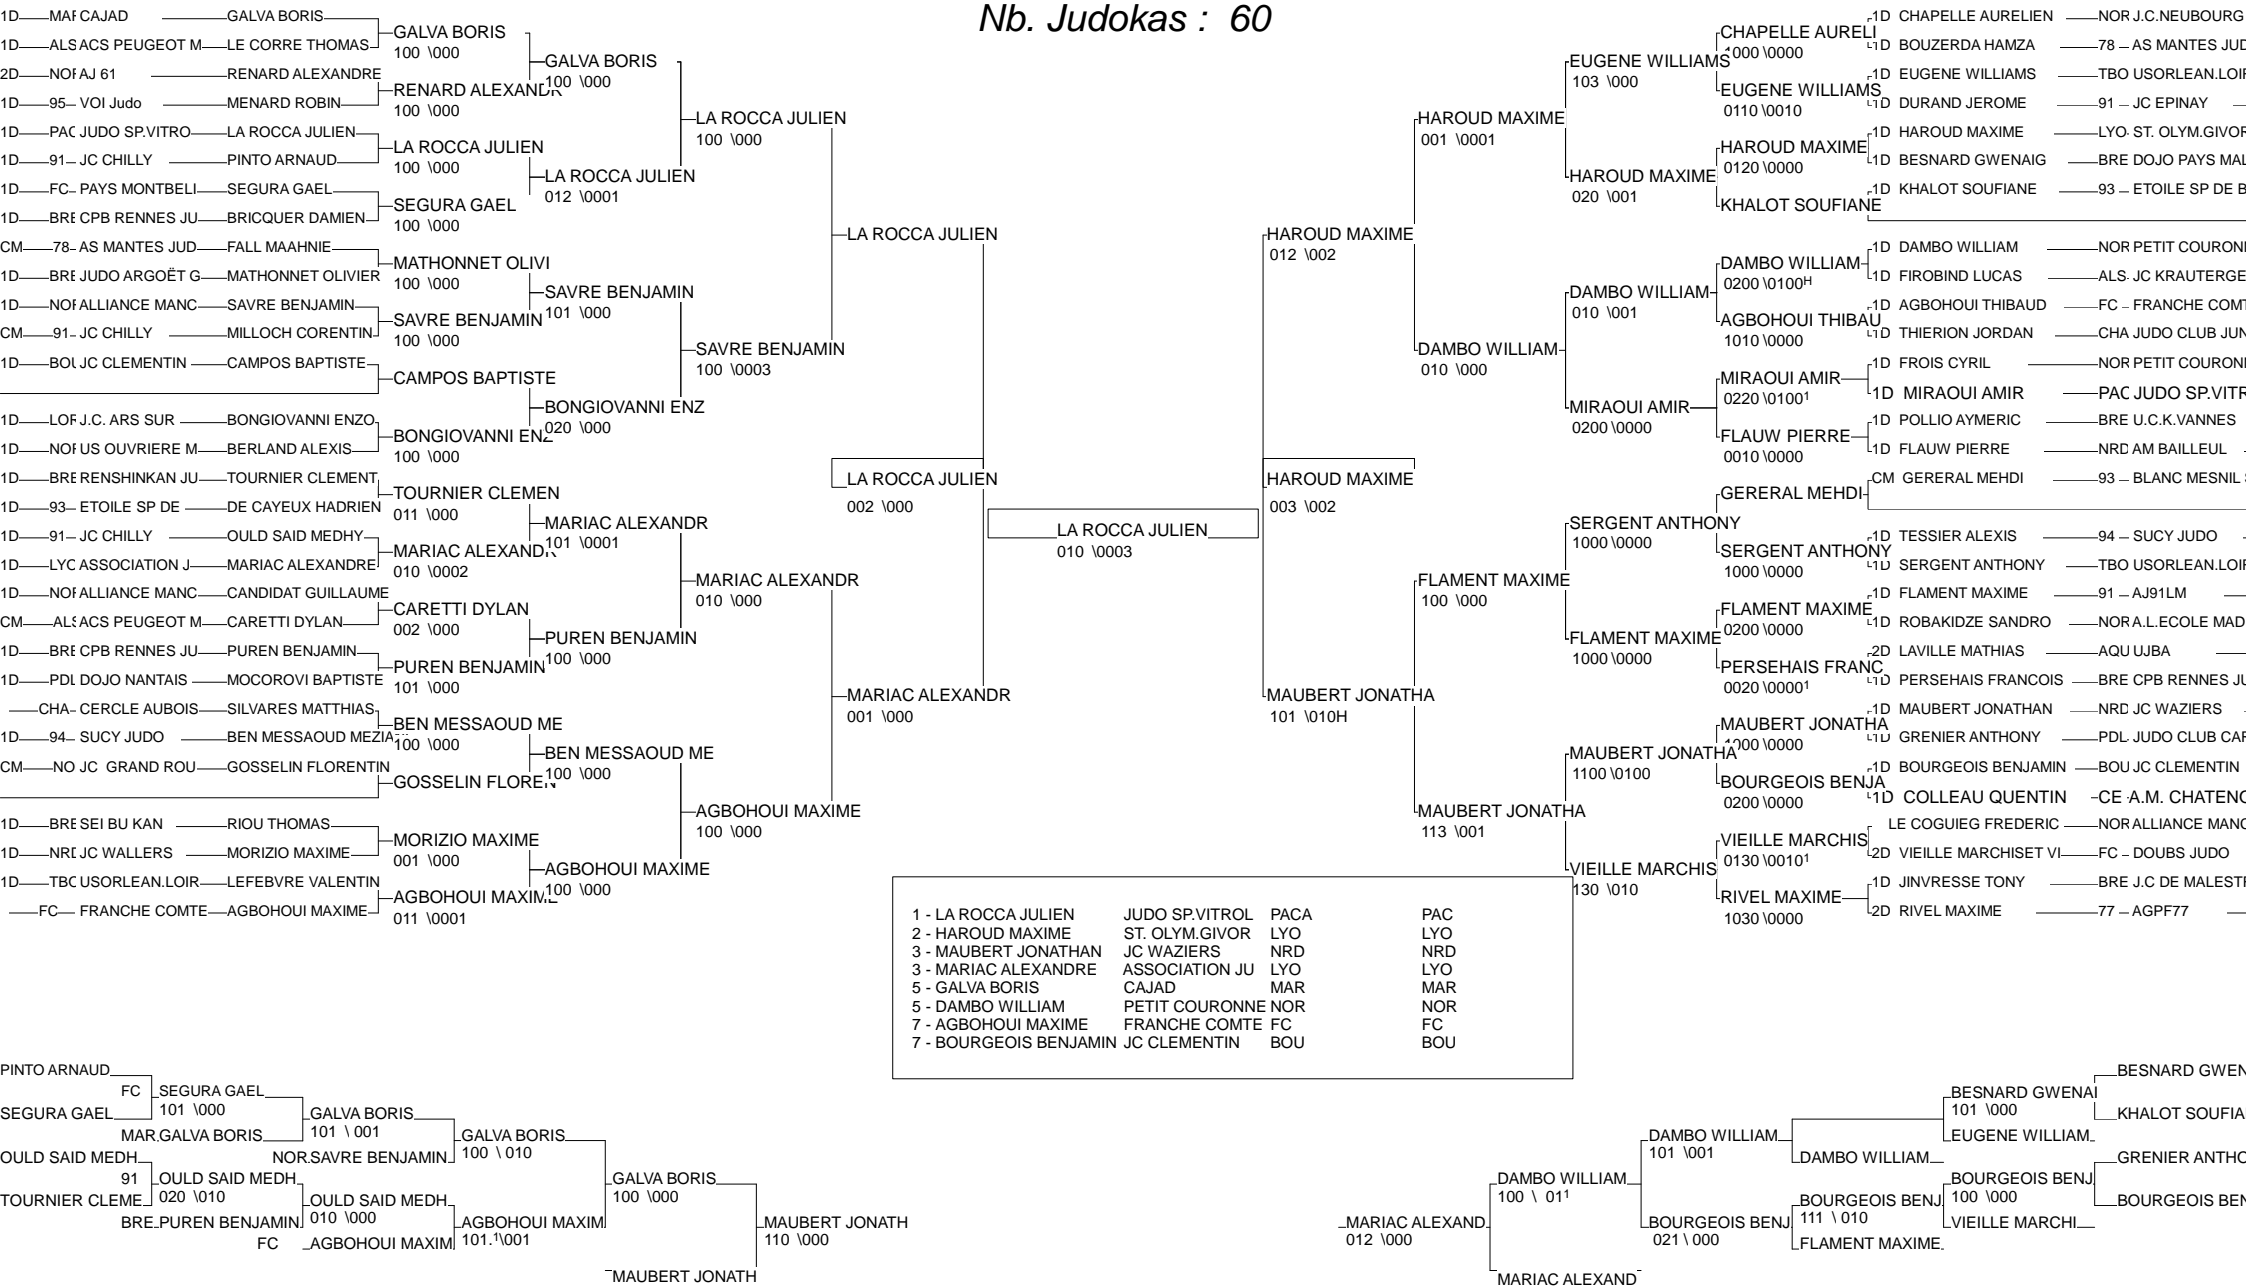 Nb. Judokas : 60
1D MAR CAJAD GALVA BORIS
1D ALS ACS PEUGEOT M LE CORRE THOMAS
GALVA BORIS
100 \000
2D NOR AJ 61 RENARD ALEXANDRE
1D 95 VOI Judo MENARD ROBIN
RENARD ALEXANDR
100 \000
GALVA BORIS
100 \000
1D PAC JUDO SP.VITRO LA ROCCA JULIEN
1D 91 JC CHILLY PINTO ARNAUD
LA ROCCA JULIEN
100 \000
1D FC PAYS MONTBELI SEGURA GAEL
1D BRE CPB RENNES JU BRICQUER DAMIEN
SEGURA GAEL
100 \000
LA ROCCA JULIEN
012 \0001
LA ROCCA JULIEN
100 \000
CM 78 AS MANTES JUD FALL MAAHNIE
1D BRE JUDO ARGOËT G MATHONNET OLIVIER
MATHONNET OLIVI
100 \000
1D NOR ALLIANCE MANC SAVRE BENJAMIN
CM 91 JC CHILLY MILLOCH CORENTIN
SAVRE BENJAMIN
100 \000
SAVRE BENJAMIN
101 \000
1D BOU JC CLEMENTIN CAMPOS BAPTISTE
CAMPOS BAPTISTE
1D LOR J.C. ARS SUR BONGIOVANNI ENZO
1D NOR US OUVRIERE M BERLAND ALEXIS
BONGIOVANNI ENZ
100 \000
BONGIOVANNI ENZ
020 \000
SAVRE BENJAMIN
100 \0003
LA ROCCA JULIEN
1D BRE RENSHINKAN JU TOURNIER CLEMENT
1D 93 ETOILE SP DE DE CAYEUX HADRIEN
TOURNIER CLEMEN
011 \000
1D 91 JC CHILLY OULD SAID MEDHY
1D LYO ASSOCIATION J MARIAC ALEXANDRE
MARIAC ALEXANDR
010 \0002
MARIAC ALEXANDR
101 \0001
1D NOR ALLIANCE MANC CANDIDAT GUILLAUME
CM ALS ACS PEUGEOT M CARETTI DYLAN
CARETTI DYLAN
002 \000
1D BRE CPB RENNES JU PUREN BENJAMIN
1D PDL DOJO NANTAIS MOCOROVI BAPTISTE
PUREN BENJAMIN
101 \000
PUREN BENJAMIN
100 \000
MARIAC ALEXANDR
010 \000
CHA CERCLE AUBOIS SILVARES MATTHIAS
1D 94 SUCY JUDO BEN MESSAOUD MEZIA
BEN MESSAOUD ME
100 \000
CM NO JC GRAND ROU GOSSELIN FLORENTIN
GOSSELIN FLOREN
BEN MESSAOUD ME
100 \000
1D BRE SEI BU KAN RIOU THOMAS
1D NRD JC WALLERS MORIZIO MAXIME
MORIZIO MAXIME
001 \000
1D TBO USORLEAN.LOIR LEFEBVRE VALENTIN
FC FRANCHE COMTE AGBOHOUI MAXIME
AGBOHOUI MAXIME
011 \0001
AGBOHOUI MAXIME
100 \000
AGBOHOUI MAXIME
100 \000
MARIAC ALEXANDR
001 \000
LA ROCCA JULIEN
002 \000
LA ROCCA JULIEN
010 \0003
HAROUD MAXIME
003 \002
HAROUD MAXIME
012 \002
MAUBERT JONATHA
101 \010H
HAROUD MAXIME
001 \0001
DAMBO WILLIAM
010 \000
FLAMENT MAXIME
100 \000
MAUBERT JONATHA
113 \001
EUGENE WILLIAMS
103 \000
HAROUD MAXIME
020 \001
DAMBO WILLIAM
010 \001
MIRAOUI AMIR
0200 \0000
SERGENT ANTHONY
1000 \0000
FLAMENT MAXIME
1000 \0000
MAUBERT JONATHA
1100 \0100
VIEILLE MARCHIS
130 \010
CHAPELLE AURELI
1000 \0000
EUGENE WILLIAMS
0110 \0010
HAROUD MAXIME
0120 \0000
KHALOT SOUFIANE
DAMBO WILLIAM
0200 \0100H
AGBOHOUI THIBAU
1010 \0000
MIRAOUI AMIR
0220 \01001
FLAUW PIERRE
0010 \0000
GERERAL MEHDI
SERGENT ANTHONY
1000 \0000
FLAMENT MAXIME
0200 \0000
PERSEHAIS FRANC
0020 \00001
MAUBERT JONATHA
1000 \0000
BOURGEOIS BENJA
0200 \0000
VIEILLE MARCHIS
0130 \00101
RIVEL MAXIME
1030 \0000
1D CHAPELLE AURELIEN NOR J.C.NEUBOURG
1D BOUZERDA HAMZA 78 AS MANTES JUD
1D EUGENE WILLIAMS TBO USORLEAN.LOIR
1D DURAND JEROME 91 JC EPINAY
1D HAROUD MAXIME LYO ST. OLYM.GIVOR
1D BESNARD GWENAIG BRE DOJO PAYS MAL
1D KHALOT SOUFIANE 93 ETOILE SP DE B
1D DAMBO WILLIAM NOR PETIT COURONN
1D FIROBIND LUCAS ALS JC KRAUTERGE
1D AGBOHOUI THIBAUD FC FRANCHE COMT
1D THIERION JORDAN CHA JUDO CLUB JUN
1D FROIS CYRIL NOR PETIT COURONN
1D MIRAOUI AMIR PAC JUDO SP.VITR
1D POLLIO AYMERIC BRE U.C.K.VANNES
1D FLAUW PIERRE NRD AM BAILLEUL
CM GERERAL MEHDI 93 BLANC MESNIL
1D TESSIER ALEXIS 94 SUCY JUDO
1D SERGENT ANTHONY TBO USORLEAN.LOIR
1D FLAMENT MAXIME 91 AJ91LM
1D ROBAKIDZE SANDRO NOR A.L.ECOLE MAD
2D LAVILLE MATHIAS AQU UJBA
1D PERSEHAIS FRANCOIS BRE CPB RENNES JU
1D MAUBERT JONATHAN NRD JC WAZIERS
1D GRENIER ANTHONY PDL JUDO CLUB CAR
1D BOURGEOIS BENJAMIN BOU JC CLEMENTIN
1D COLLEAU QUENTIN CE A.M. CHATENO
LE COGUIEG FREDERIC NOR ALLIANCE MANC
2D VIEILLE MARCHISET VI FC DOUBS JUDO
1D JINVRESSE TONY BRE J.C DE MALESTR
2D RIVEL MAXIME 77 AGPF77
1 - LA ROCCA JULIEN JUDO SP.VITROL PACA PAC
2 - HAROUD MAXIME ST. OLYM.GIVOR LYO LYO
3 - MAUBERT JONATHAN JC WAZIERS NRD NRD
3 - MARIAC ALEXANDRE ASSOCIATION JU LYO LYO
5 - GALVA BORIS CAJAD MAR MAR
5 - DAMBO WILLIAM PETIT COURONNE NOR NOR
7 - AGBOHOUI MAXIME FRANCHE COMTE FC FC
7 - BOURGEOIS BENJAMIN JC CLEMENTIN BOU BOU
PINTO ARNAUD
SEGURA GAEL
FC SEGURA GAEL
101 \000
MAR GALVA BORIS
GALVA BORIS
101 \ 001
NOR SAVRE BENJAMIN
GALVA BORIS
100 \ 010
OULD SAID MEDH
TOURNIER CLEME
91 OULD SAID MEDH
020 \010
BRE PUREN BENJAMIN
OULD SAID MEDH
010 \000
FC AGBOHOUI MAXIM
AGBOHOUI MAXIM
101.1\001
GALVA BORIS
100 \000
MAUBERT JONATH
MAUBERT JONATH
110 \000
MARIAC ALEXAND
012 \000
DAMBO WILLIAM
100 \ 011
MARIAC ALEXAND
DAMBO WILLIAM
101 \001
BOURGEOIS BENJ
021 \ 000
DAMBO WILLIAM
BOURGEOIS BENJ
111 \ 010
FLAMENT MAXIME
BESNARD GWENAI
101 \000
EUGENE WILLIAM
BOURGEOIS BENJ
100 \000
VIEILLE MARCHI
BESNARD GWEN
KHALOT SOUFIA
GRENIER ANTHO
BOURGEOIS BEN